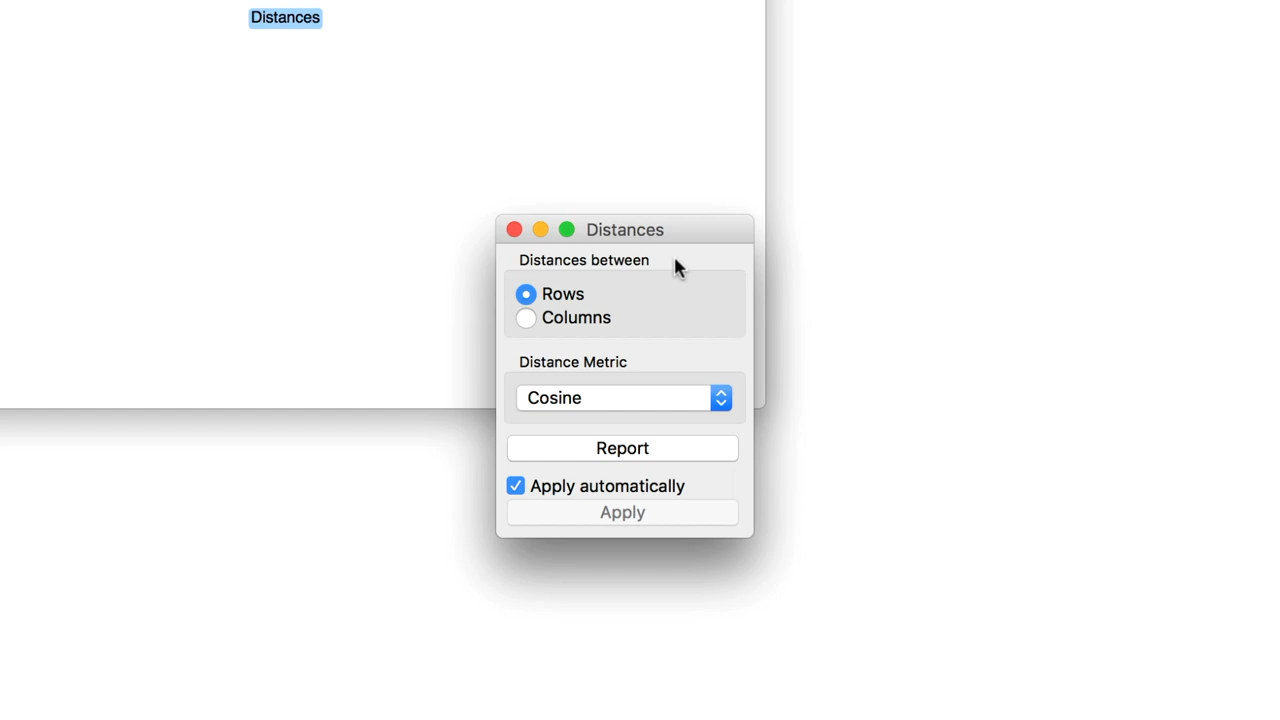 Distances
Distances
Distances between
Rows
Columns
Distance Metric
Cosine
Report
Apply automatically
Apply